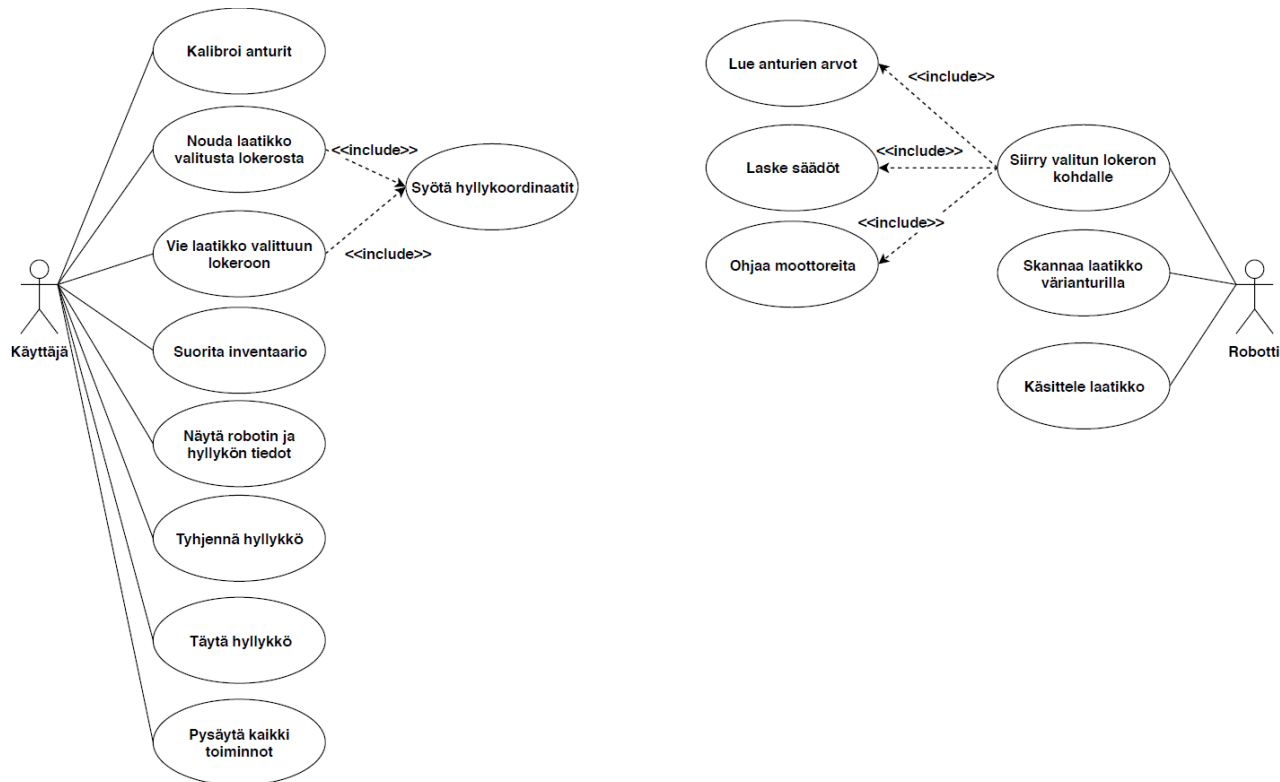 Kalibroi anturit
Nouda laatikko
valitusta lokerosta
<<include>>
Syötä hyllykoordinaatit
Vie laatikko valittuun
lokeroon
<<include>>
Käyttäjä
Suorita inventaario
Näytä robotin ja
hyllykön tiedot
Tyhjennä hyllykkö
Täytä hyllykkö
Pysäytä kaikki
toiminnot
Lue anturien arvot
<<include>>
Laske säädöt
<<include>>
Siirry valitun lokeron
kohdalle
<<include>>
Ohjaa moottoreita
Skannaa laatikko
värianturilla
Robotti
Käsittele laatikko